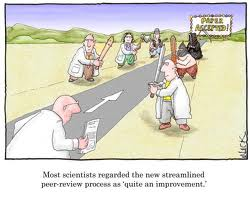 PAPER
ACCEPTED!
Most scientists regarded the new streamlined
peer-review process as ‘quite an improvement.’